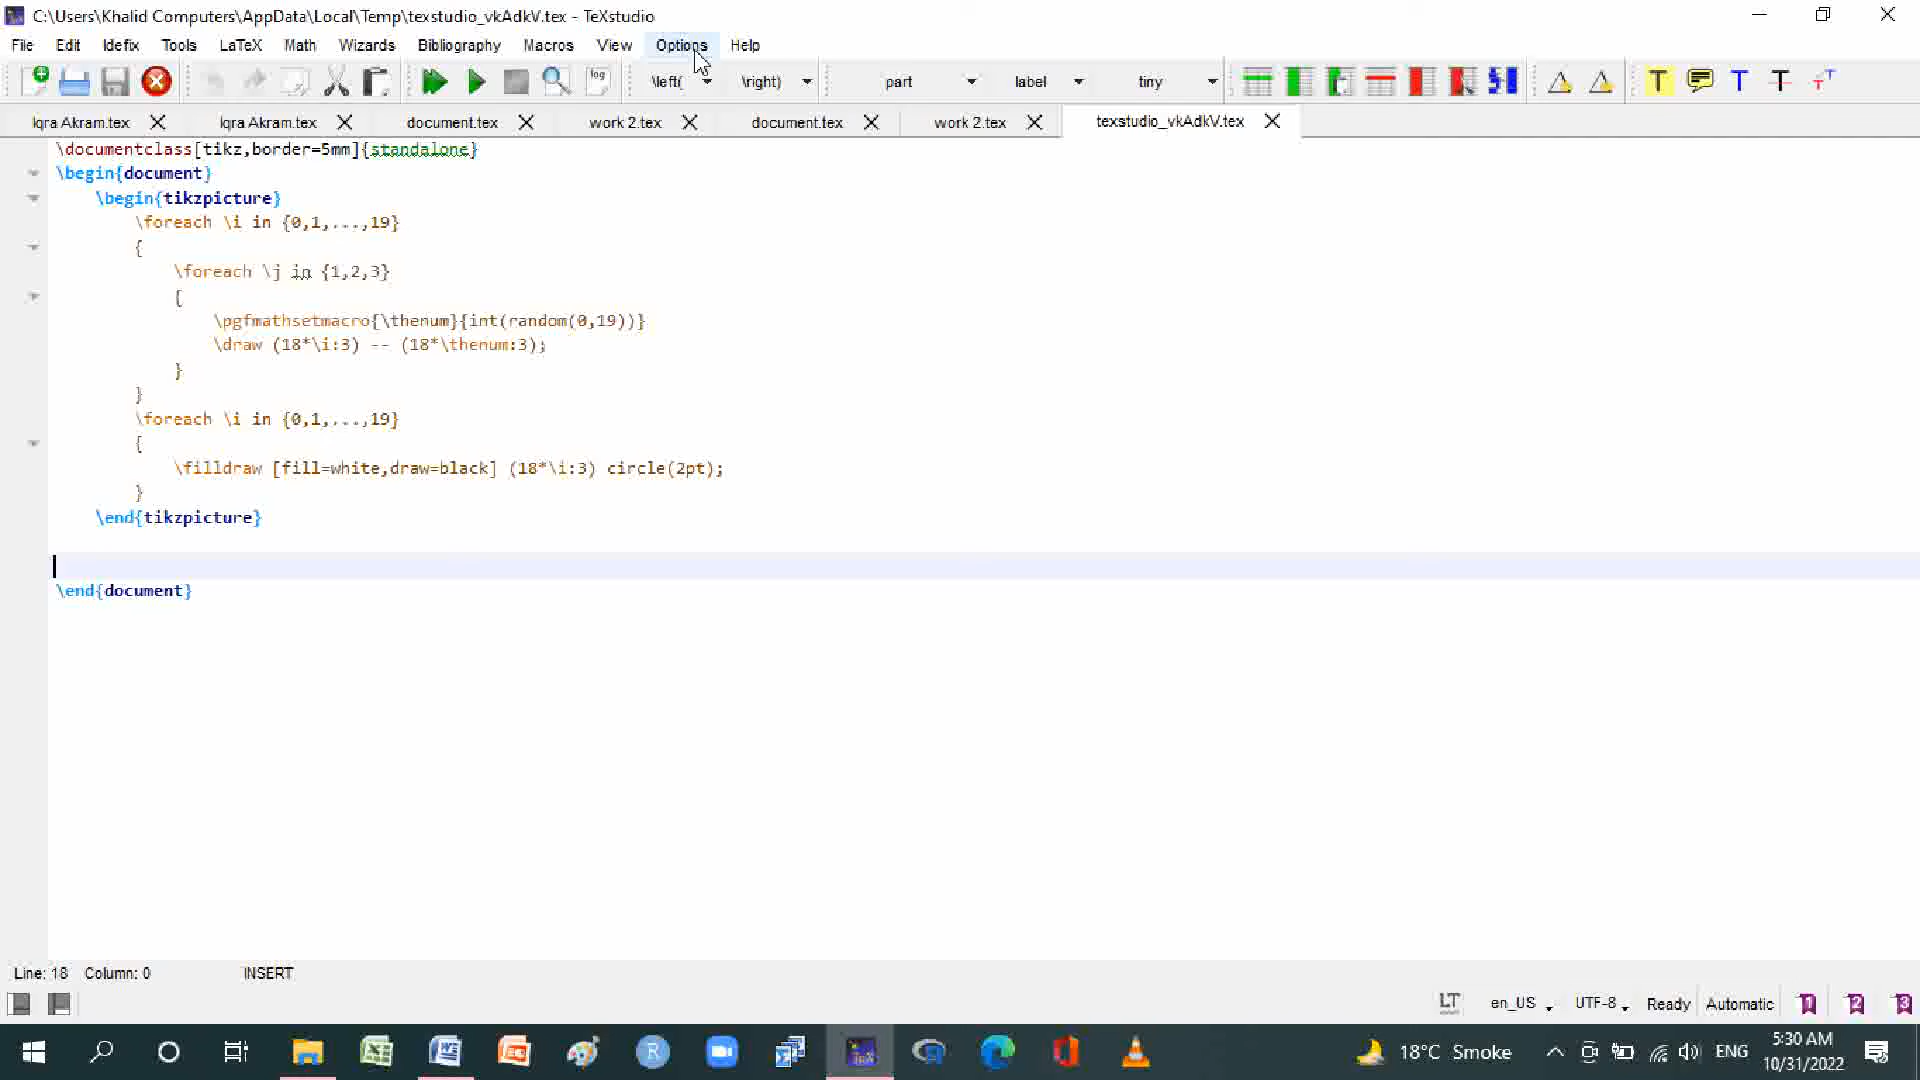 C:\Users\Khalid Computers\AppData\Local\Temp\texstudio_vkAdkV.tex - TeXstudio
File Edit Idefix Tools LaTeX Math Wizards Bibliography Macros View Options Help
log \left( \right) part label tiny T T T T
Iqra Akram.tex Iqra Akram.tex document.tex work 2.tex document.tex work 2.tex texstudio_vkAdkV.tex
\documentclass[tikz,border=5mm]{standalone}
\begin{document}
\begin{tikzpicture}
\foreach \i in {0,1,...,19}
{
\foreach \j in {1,2,3}
{
\pgfmathsetmacro{\thenum}{int(random(0,19))}
\draw (18*\i:3) -- (18*\thenum:3);
}
}
\foreach \i in {0,1,...,19}
{
\filldraw [fill=white,draw=black] (18*\i:3) circle(2pt);
}
\end{tikzpicture}
\end{document}
Line: 18 Column: 0 INSERT
LT en_US UTF-8 Ready Automatic 1 2 3
18°C Smoke ENG 5:30 AM
10/31/2022